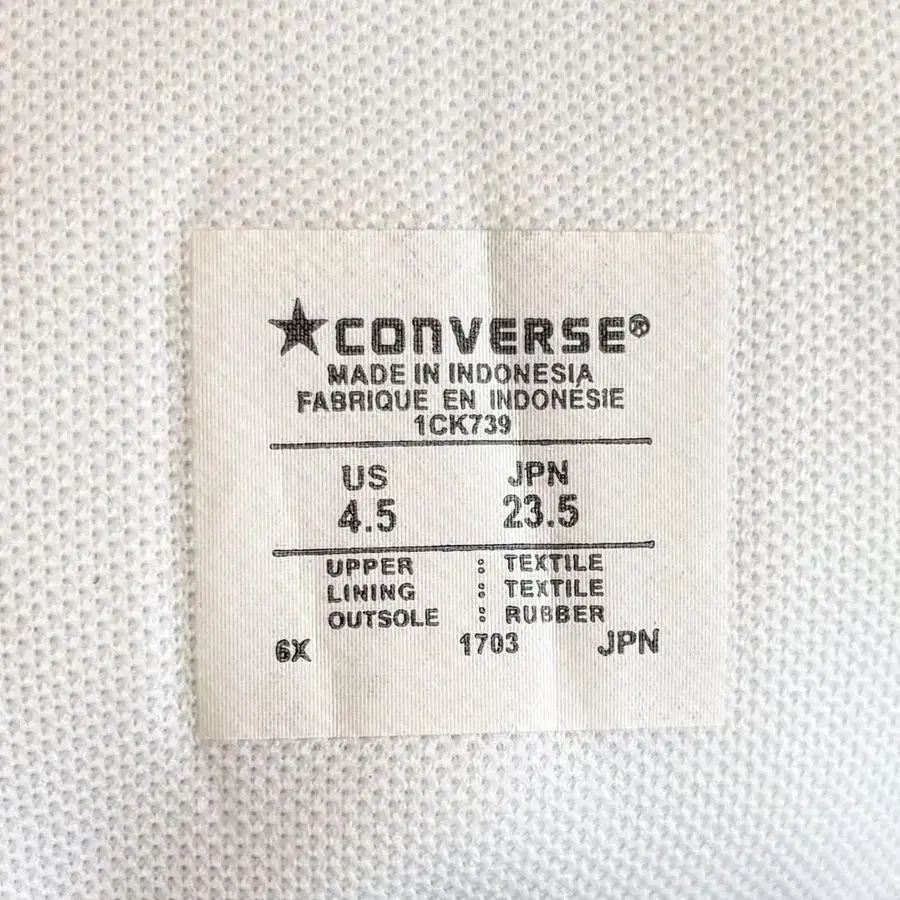 ★CONVERSE®
MADE IN INDONESIA
FABRIQUE EN INDONÉSIE
1CK739
US JPN
4.5 23.5
UPPER : TEXTILE
LINING : TEXTILE
OUTSOLE : RUBBER
6X 1703 JPN